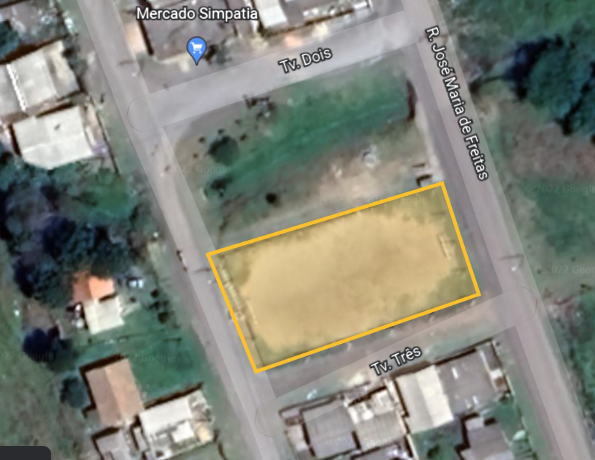 Mercado Simpatia
Tv. Dois
R. José Maria de Freitas
Tv. Três